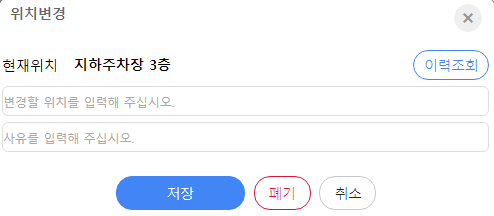 위치변경
현재위치 지하주차장 3층 이력조회
변경할 위치를 입력해 주십시오.
사유를 입력해 주십시오.
저장 폐기 취소